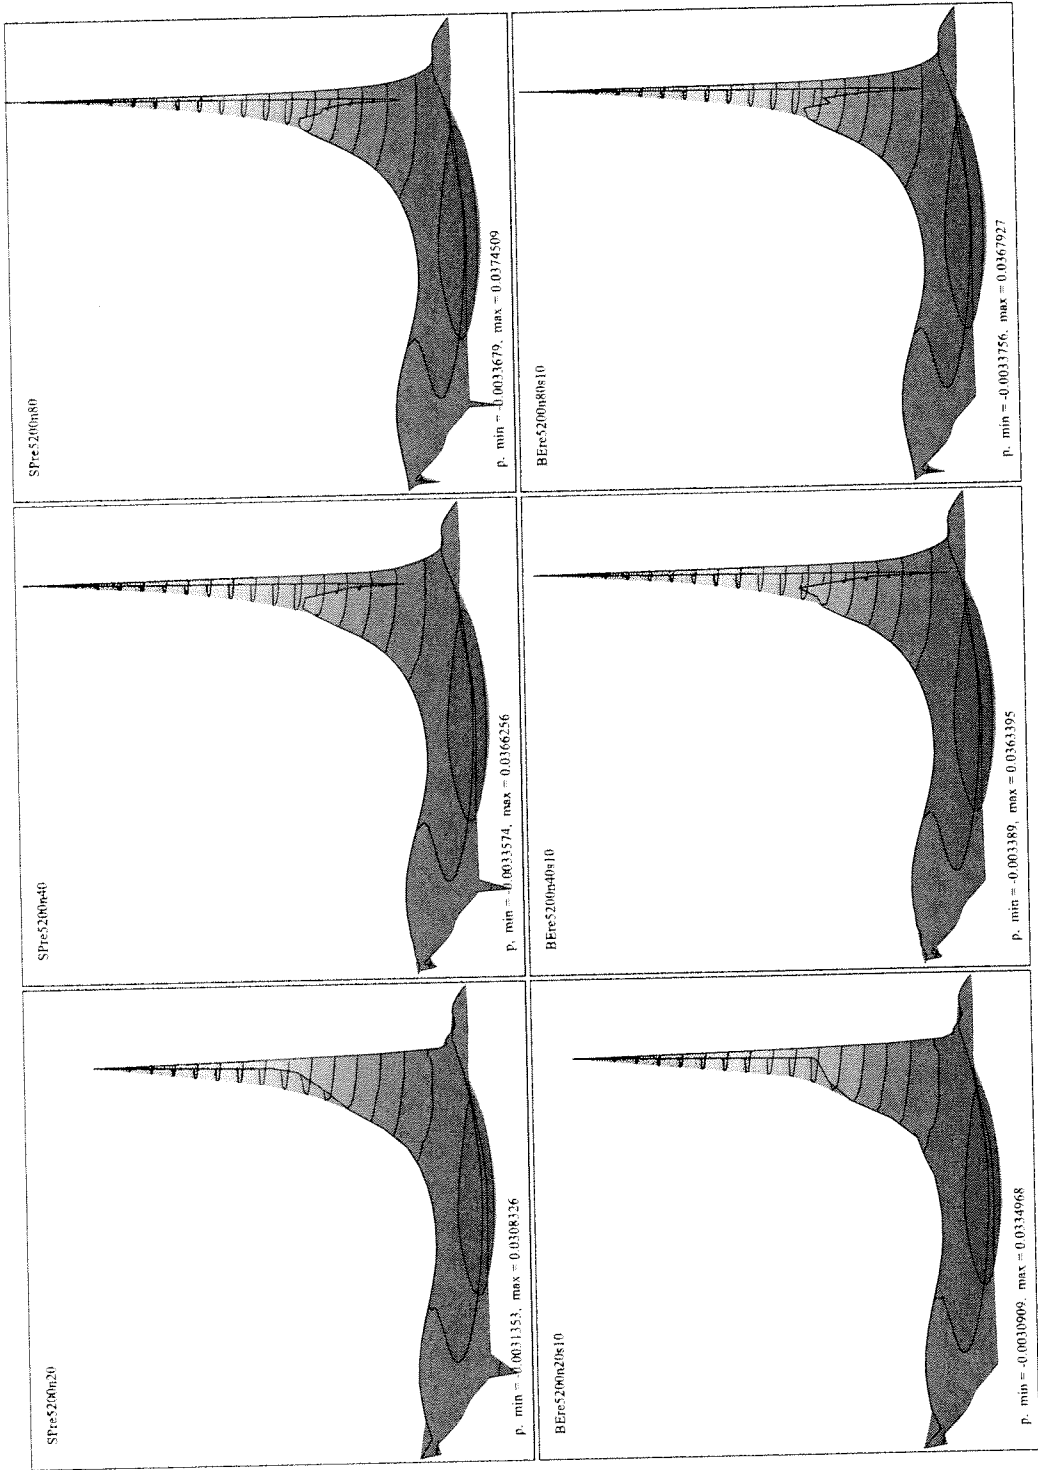 SPre5200n20
p. min = -0.0031353, max = 0.0308326
SPre5200n40
p. min = -0.0033574, max = 0.0366256
SPre5200n80
p. min = -0.0033679, max = 0.0374509
BEre5200n20s10
p. min = -0.0030909, max = 0.0334968
BEre5200n40s10
p. min = -0.003389, max = 0.0363395
BEre5200n80s10
p. min = -0.0033756, max = 0.0367927